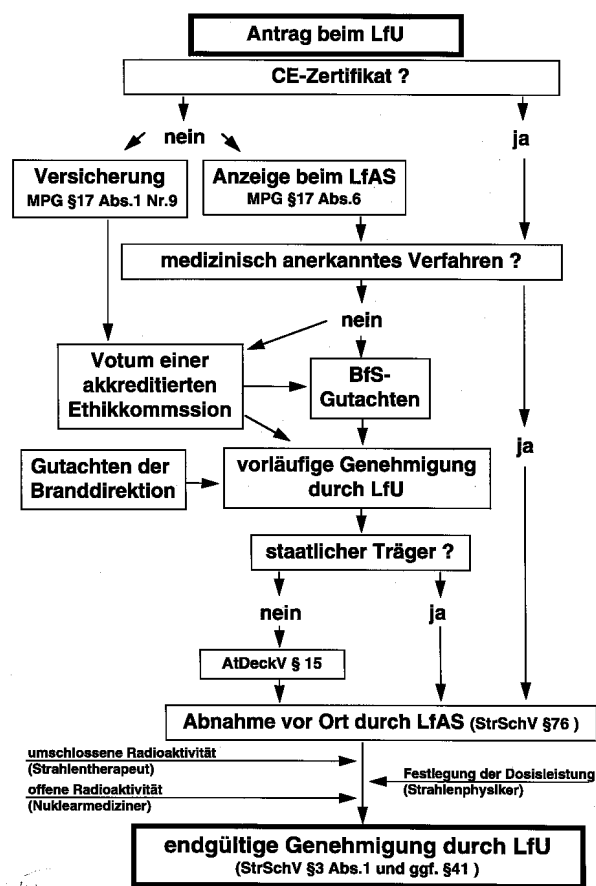 Antrag beim LfU
CE-Zertifikat ?
nein
ja
Versicherung
MPG §17 Abs.1 Nr.9
Anzeige beim LfAS
MPG §17 Abs.6
medizinisch anerkanntes Verfahren ?
nein
Votum einer
akkreditierten
Ethikkommssion
BfS-
Gutachten
ja
Gutachten der
Branddirektion
vorläufige Genehmigung
durch LfU
staatlicher Träger ?
nein
ja
AtDeckV § 15
Abnahme vor Ort durch LfAS (StrSchV §76 )
umschlossene Radioaktivität
(Strahlentherapeut)
Festlegung der Dosisleistung
(Strahlenphysiker)
offene Radioaktivität
(Nuklearmediziner)
endgültige Genehmigung durch LfU
(StrSchV §3 Abs.1 und ggf. §41 )